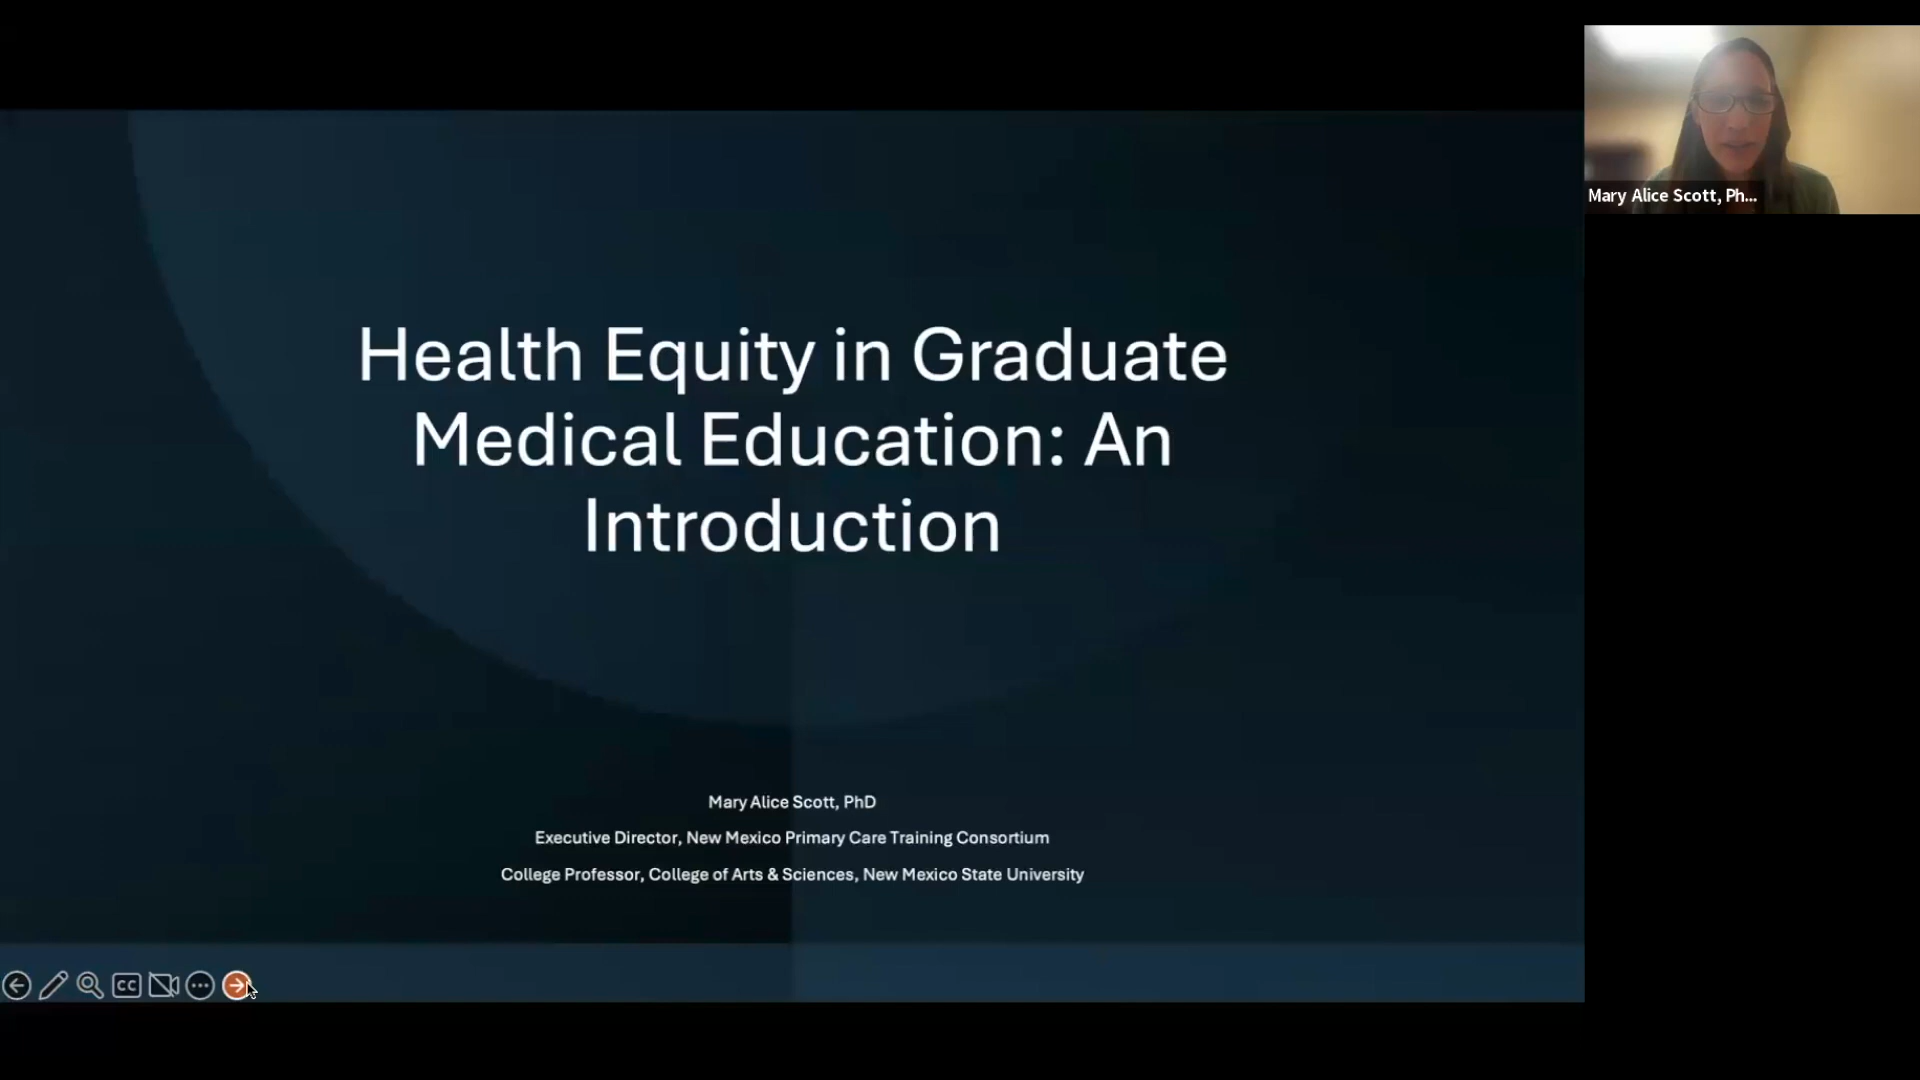 Mary Alice Scott, Ph...
Health Equity in Graduate
Medical Education: An
Introduction
Mary Alice Scott, PhD
Executive Director, New Mexico Primary Care Training Consortium
College Professor, College of Arts & Sciences, New Mexico State University
CC